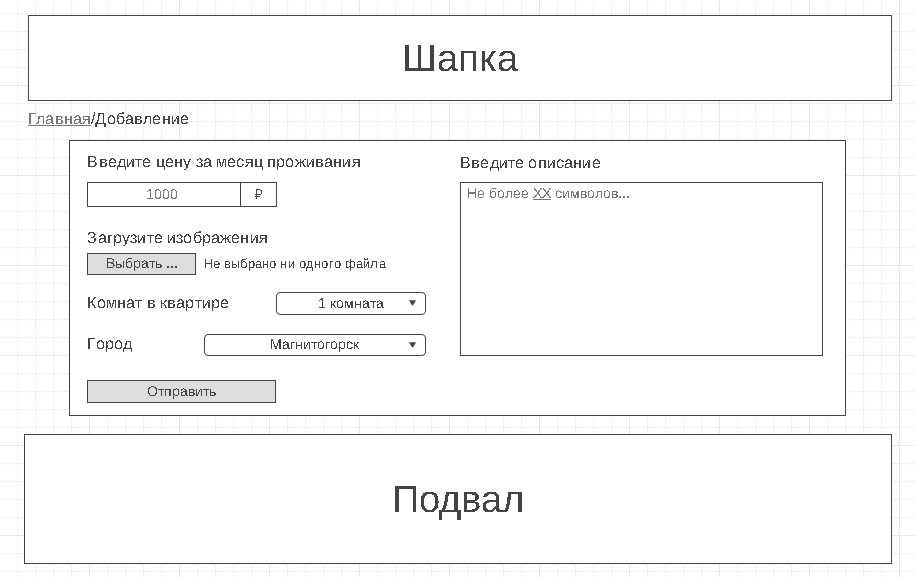 Шапка
Главная/Добавление
Введите цену за месяц проживания
1000 ₽
Загрузите изображения
Выбрать ... Не выбрано ни одного файла
Комнат в квартире 1 комната
Город Магнитогорск
Отправить
Введите описание
Не более XX символов...
Подвал